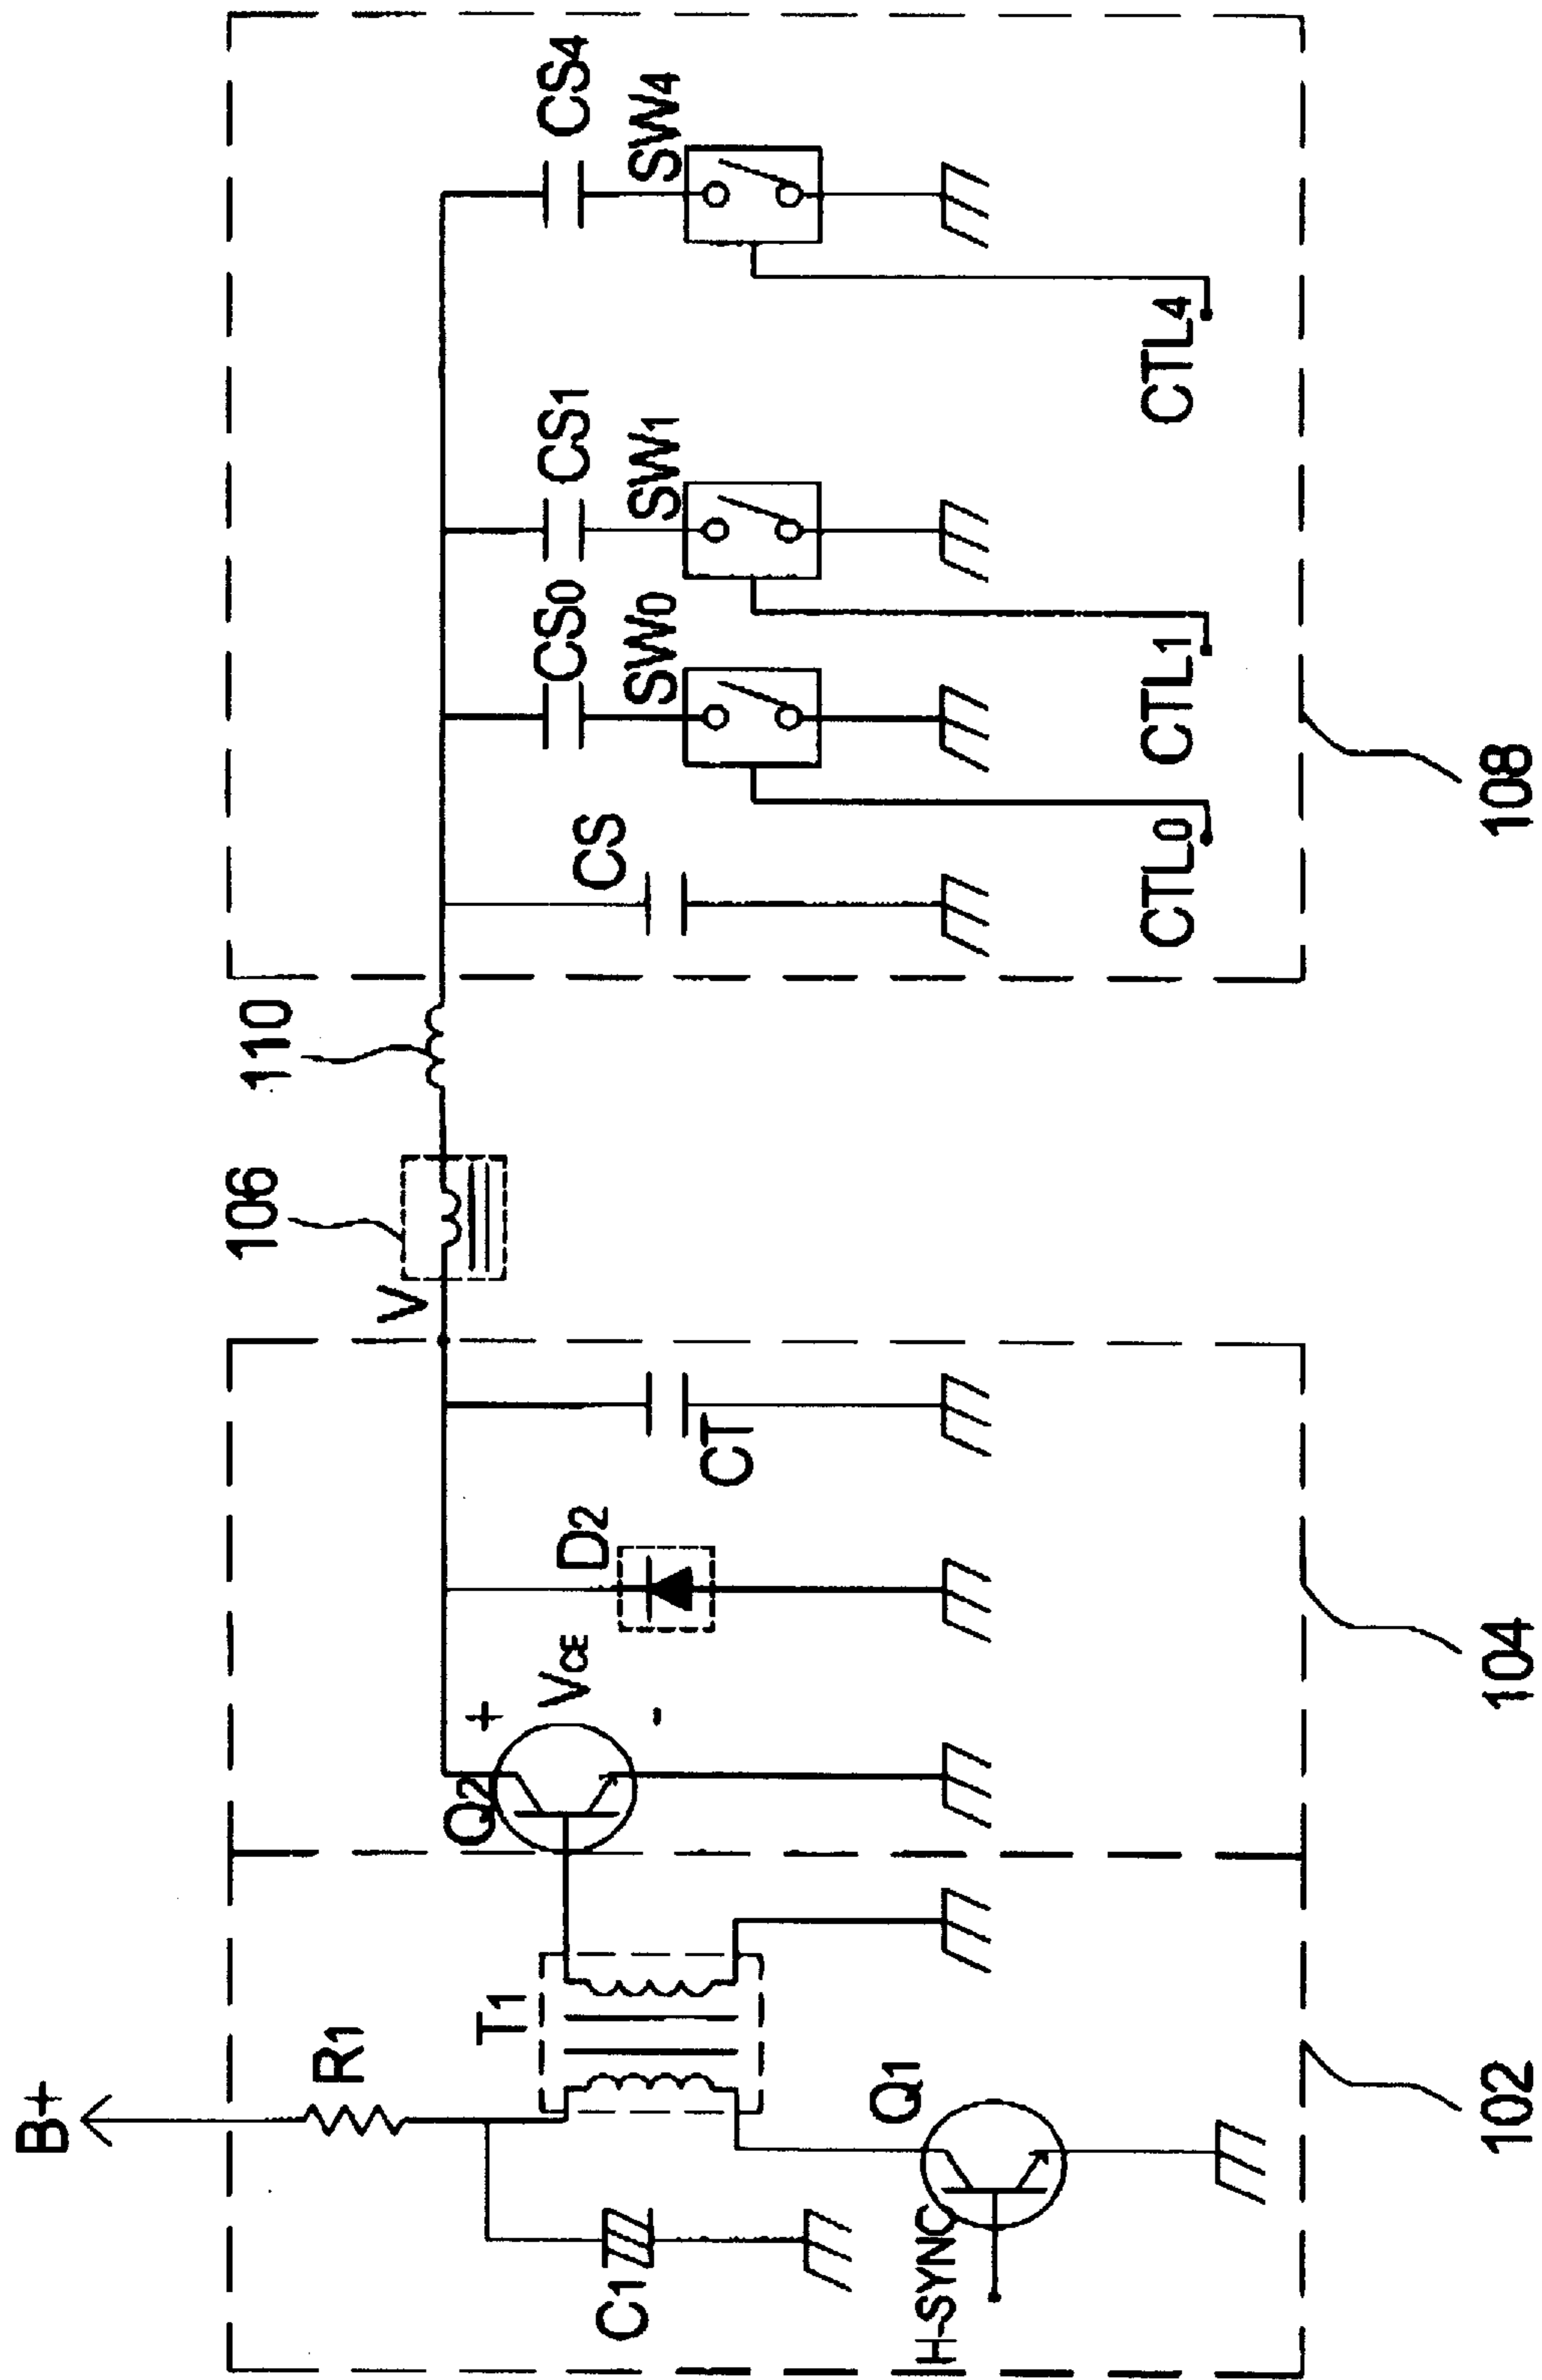 B+
R1
C1
T1
Q1
H-SYNC
102
Q2
+
VCE
-
D2
CT
104
V
106
110
CS
CS0
SW0
CTL0
CS1
SW1
CTL1
CS4
SW4
CTL4
108